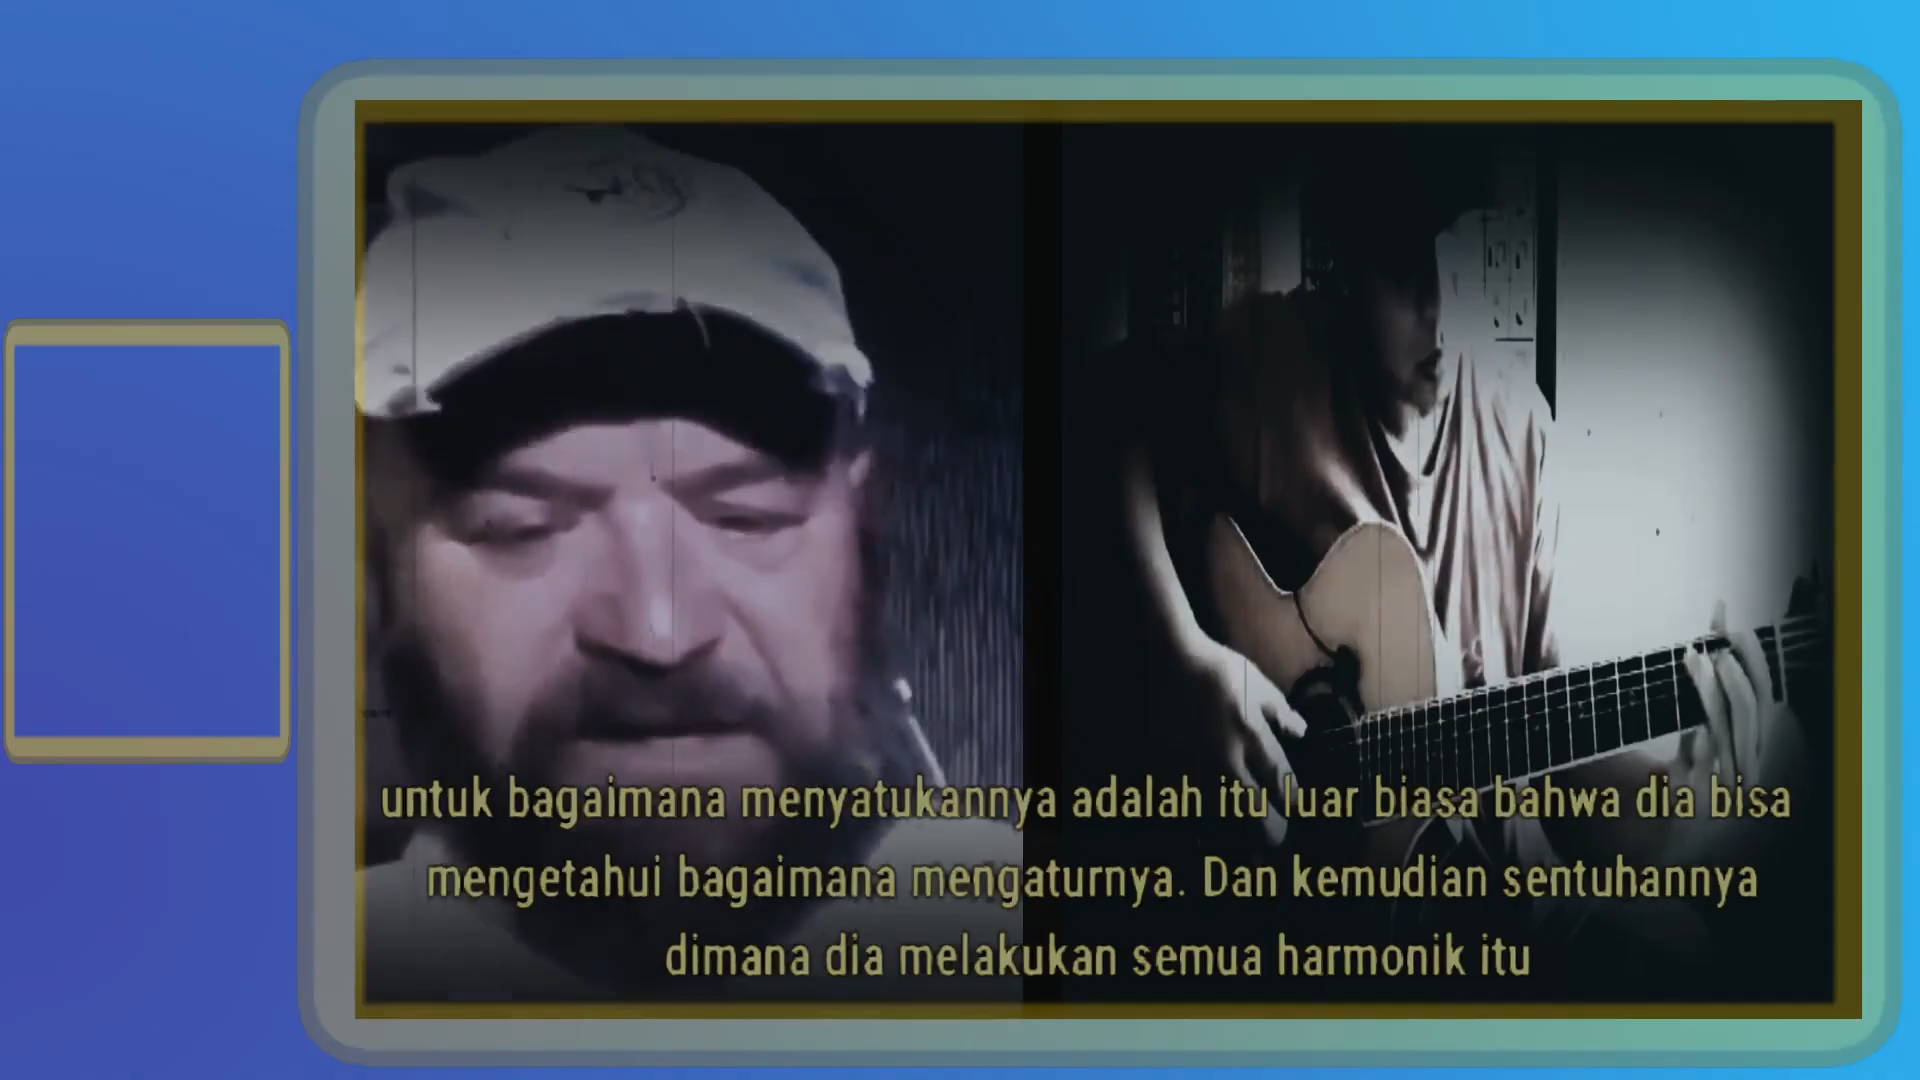 untuk bagaimana menyatukannya adalah itu luar biasa bahwa dia bisa
mengetahui bagaimana mengaturnya. Dan kemudian sentuhannya
dimana dia melakukan semua harmonik itu